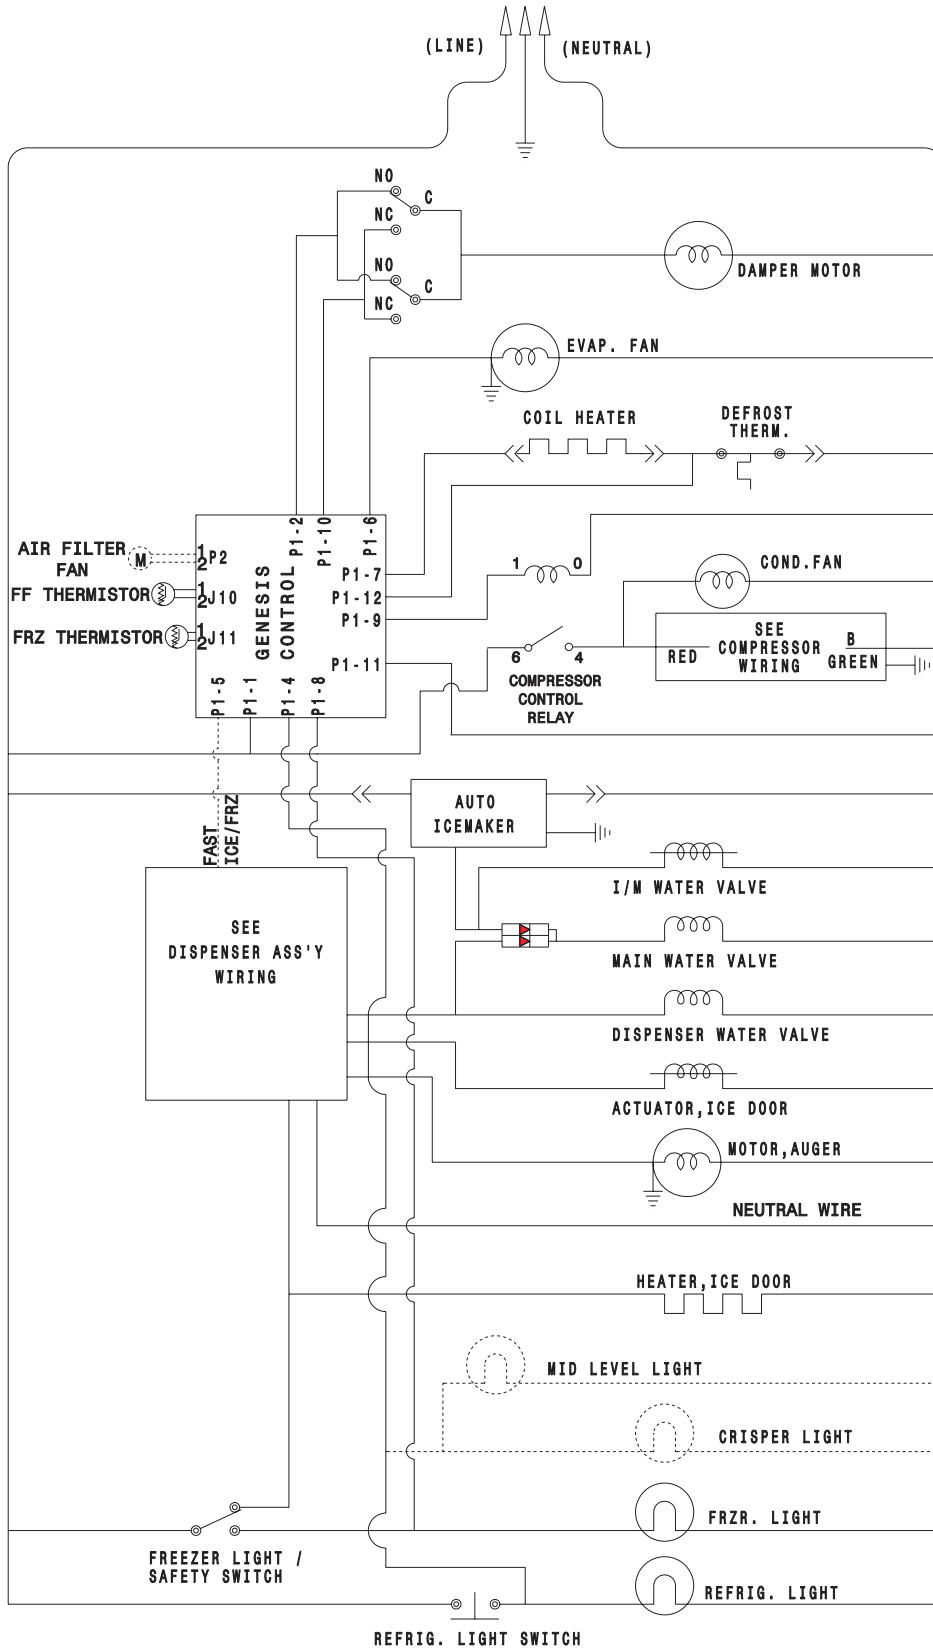 (LINE)
(NEUTRAL)
NO
C
NC
NO
C
NC
DAMPER MOTOR
EVAP. FAN
COIL HEATER
DEFROST
THERM.
AIR FILTER
FAN
M
1
2
P2
FF THERMISTOR
1
2
J10
FRZ THERMISTOR
1
2
J11
GENESIS
CONTROL
P1-2
P1-10
P1-6
P1-7
P1-12
P1-9
P1-11
P1-5
P1-1
P1-4
P1-8
1
0
COND.FAN
6
4
COMPRESSOR
CONTROL
RELAY
SEE
COMPRESSOR
WIRING
RED
B
GREEN
FAST
ICE/FRZ
AUTO
ICEMAKER
I/M WATER VALVE
SEE
DISPENSER ASS'Y
WIRING
MAIN WATER VALVE
DISPENSER WATER VALVE
ACTUATOR,ICE DOOR
MOTOR,AUGER
NEUTRAL WIRE
HEATER,ICE DOOR
MID LEVEL LIGHT
CRISPER LIGHT
FRZR. LIGHT
FREEZER LIGHT /
SAFETY SWITCH
REFRIG. LIGHT
REFRIG. LIGHT SWITCH